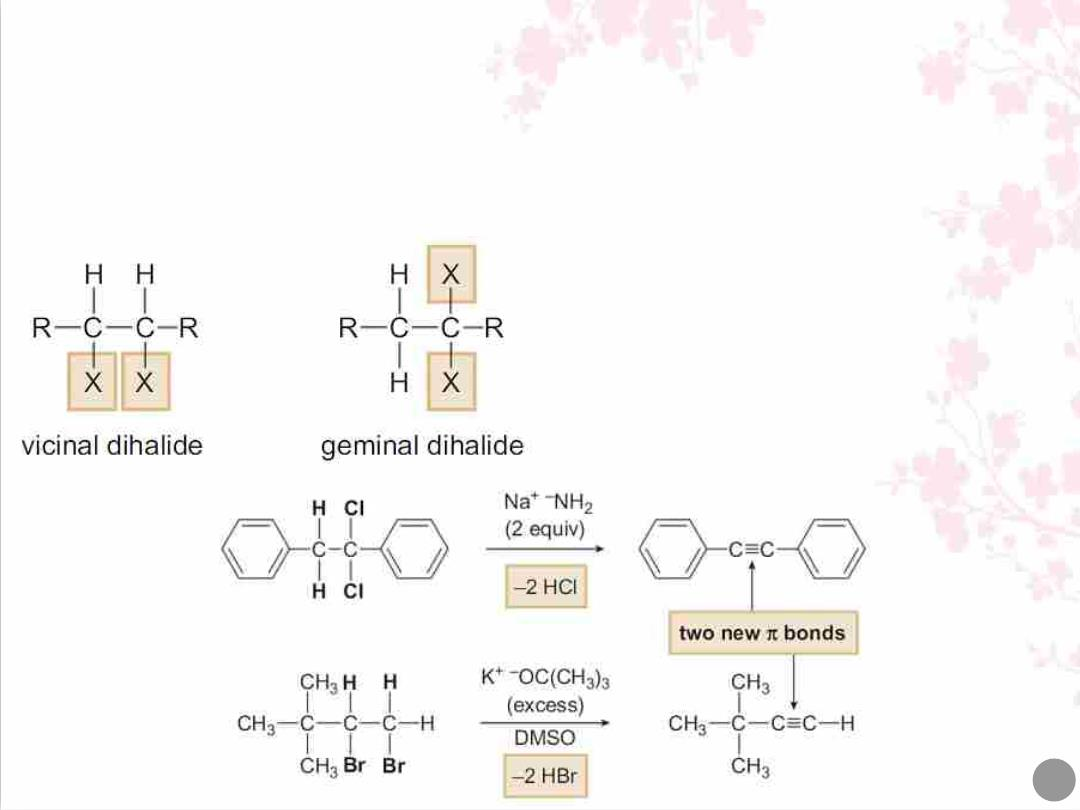 H H
R—C—C—R
X X
vicinal dihalide
H X
R—C—C—R
H X
geminal dihalide
H Cl
C—C
H Cl
Na⁺ ⁻NH₂
(2 equiv)
–2 HCl
C≡C
two new π bonds
CH₃ H H
CH₃—C—C—C—H
CH₃ Br Br
K⁺ ⁻OC(CH₃)₃
(excess)
DMSO
–2 HBr
CH₃
CH₃—C—C≡C—H
CH₃